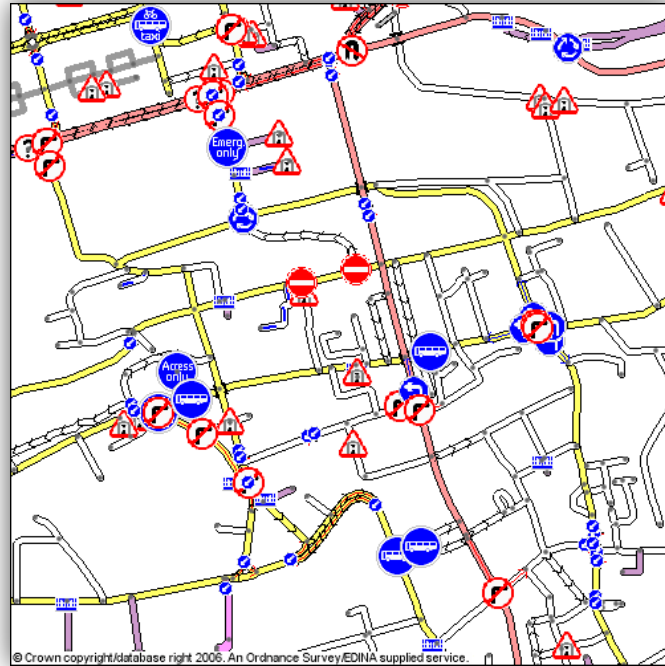 taxi
Emerg
only
Access
only
© Crown copyright/database right 2006. An Ordnance Survey/EDINA supplied service.